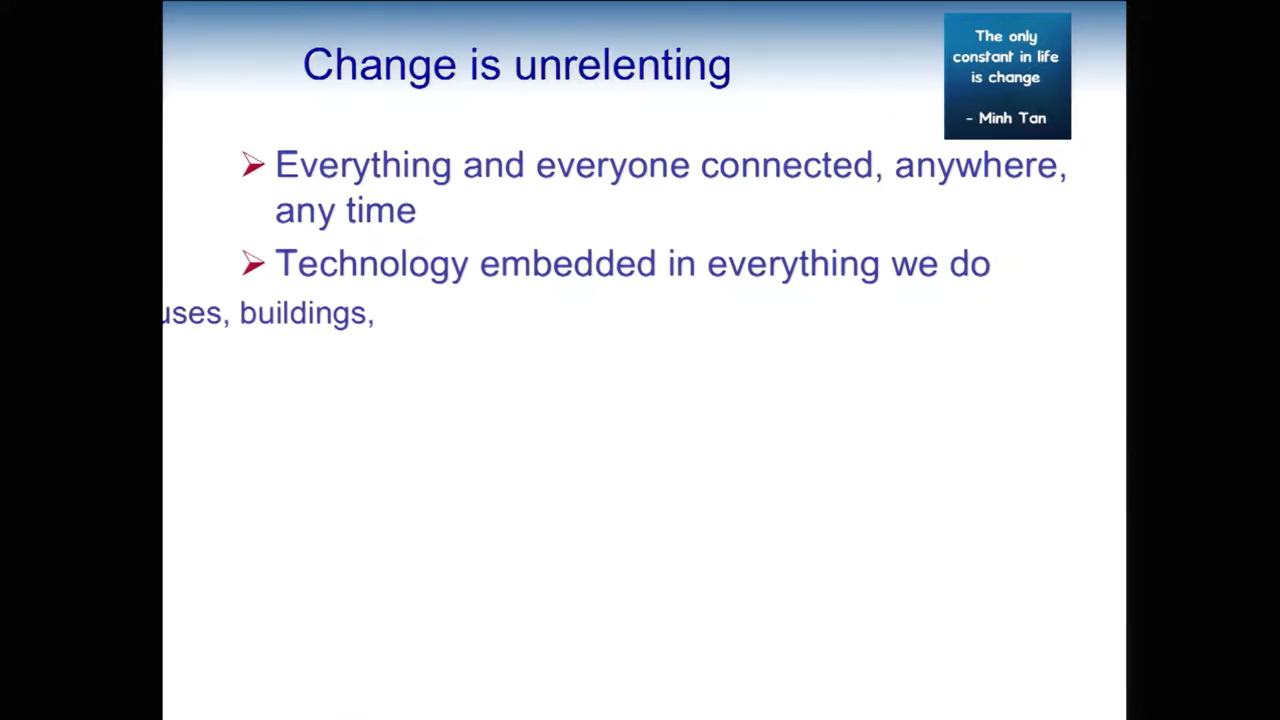 Change is unrelenting
The only
constant in life
is change
- Minh Tan
Everything and everyone connected, anywhere,
any time
Technology embedded in everything we do
buildings,